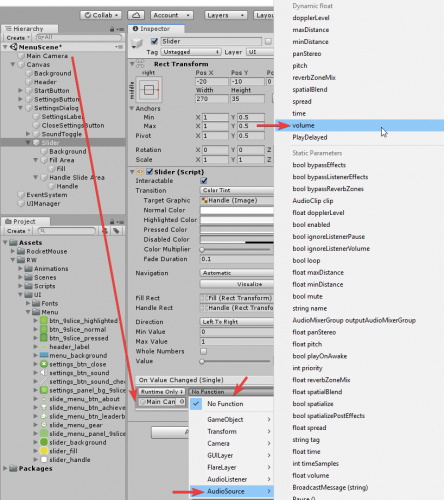 Collab
Account
Layers
Layout
Hierarchy
Create
All
MenuScene*
Main Camera
Canvas
Background
Header
StartButton
SettingsButton
SettingsDialog
SettingsLabel
CloseSettingsButton
SoundToggle
Slider
Background
Fill Area
Fill
Handle Slide Area
Handle
EventSystem
UIManager
Project
Create
Assets
RocketMouse
RW
Animations
Scenes
Scripts
UI
Fonts
Menu
btn_9slice_highlighted
btn_9slice_normal
btn_9slice_pressed
header_label
menu_background
settings_btn_close
settings_btn_sound
settings_btn_sound_che
settings_panel_bg_9slic
slide_menu_btn_about
slide_menu_btn_achieve
slide_menu_btn_leaderb
slide_menu_gear
slide_menu_panel_9slice
slider_background
slider_fill
slider_handle
Packages
Inspector
Slider
Tag Untagged Layer UI
Rect Transform
right Pos X Pos Y Pos Z
middle -20 -10 0
Width Height
270 35
Anchors
Min X 1 Y 0.5
Max X 1 Y 0.5
Pivot X 1 Y 0.5
Rotation X 0 Y 0 Z
Scale X 1 Y 1 Z
Slider (Script)
Interactable
Transition Color Tint
Target Graphic Handle (Image)
Normal Color
Highlighted Color
Pressed Color
Disabled Color
Color Multiplier
Fade Duration 0.1
Navigation Automatic
Visualize
Fill Rect Fill (Rect Transform)
Handle Rect Handle (Rect Transform)
Direction Left To Right
Min Value 0
Max Value 1
Whole Numbers
Value
On Value Changed (Single)
Runtime Only No Function
Main Can
No Function
GameObject
Transform
Camera
GUILayer
FlareLayer
AudioListener
AudioSource
Dynamic float
dopplerLevel
maxDistance
minDistance
panStereo
pitch
reverbZoneMix
spatialBlend
spread
time
volume
PlayDelayed
Static Parameters
bool bypassEffects
bool bypassListenerEffects
bool bypassReverbZones
AudioClip clip
float dopplerLevel
bool enabled
bool ignoreListenerPause
bool ignoreListenerVolume
bool loop
float maxDistance
float minDistance
bool mute
string name
AudioMixerGroup outputAudioMixerGroup
float panStereo
float pitch
bool playOnAwake
int priority
float reverbZoneMix
float spatialBlend
bool spatialize
bool spatializePostEffects
float spread
string tag
float time
int timeSamples
float volume
BroadcastMessage (string)
Pause ()